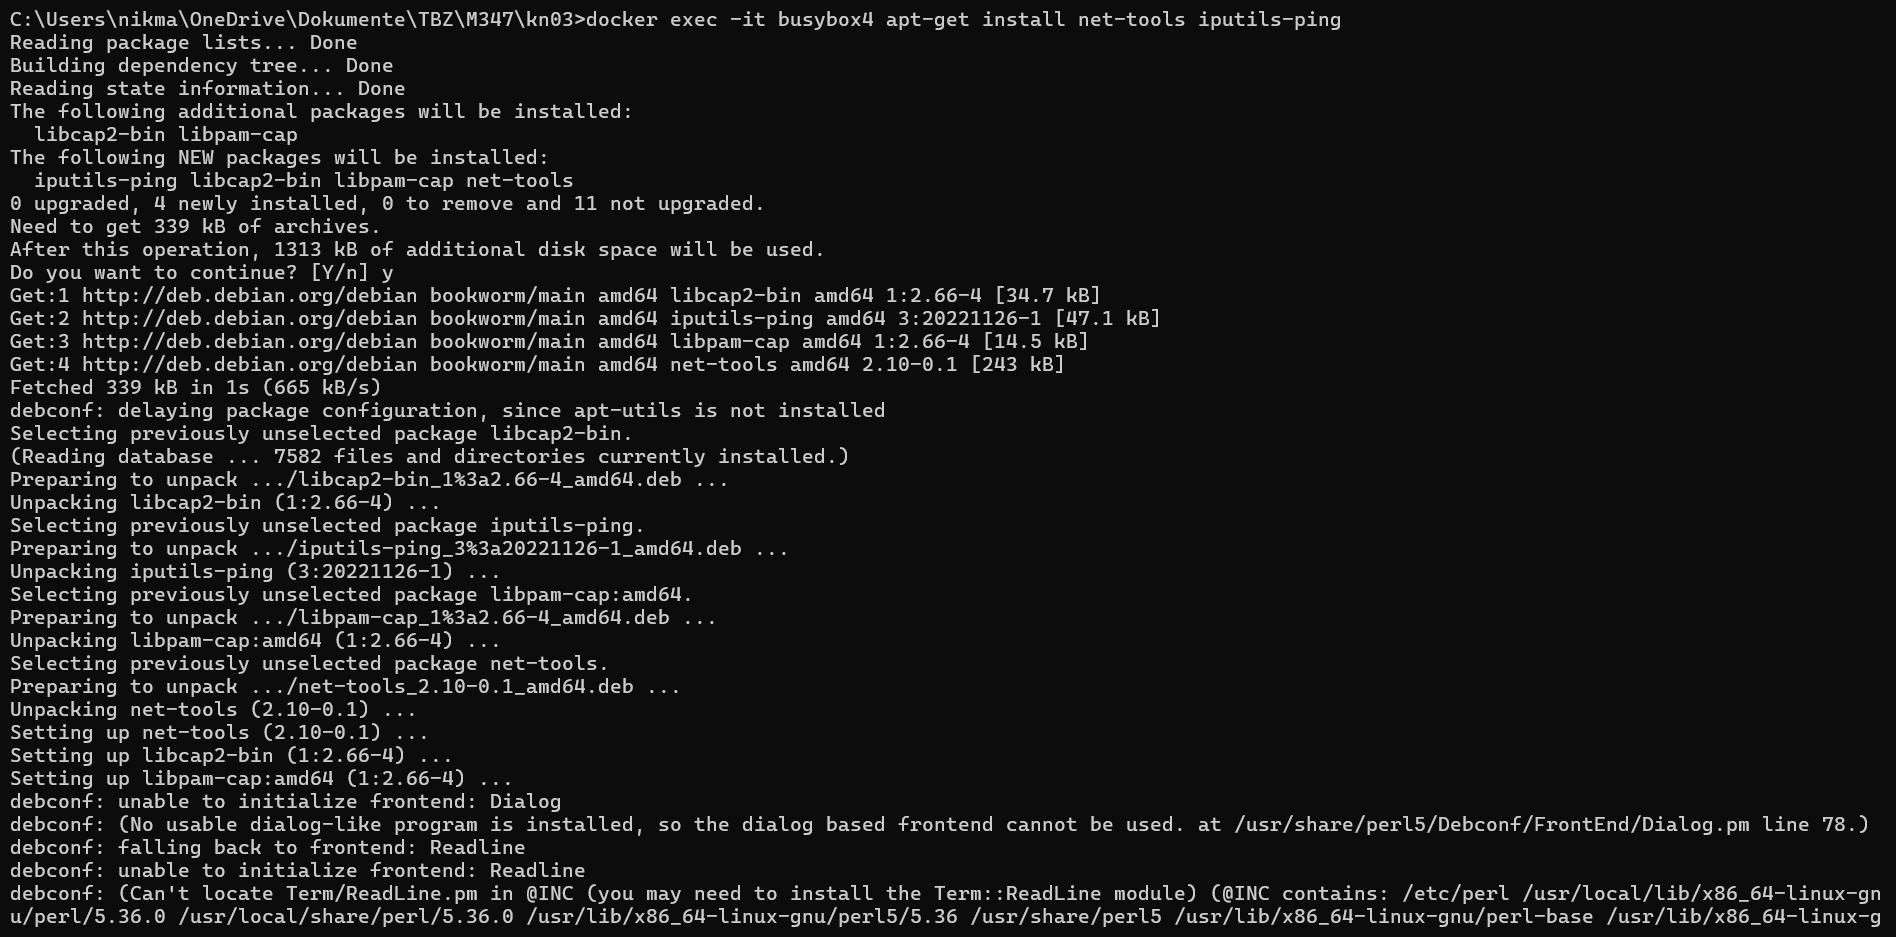 C:\Users\nikma\OneDrive\Dokumente\TBZ\M347\kn03>docker exec -it busybox4 apt-get install net-tools iputils-ping
Reading package lists... Done
Building dependency tree... Done
Reading state information... Done
The following additional packages will be installed:
  libcap2-bin libpam-cap
The following NEW packages will be installed:
  iputils-ping libcap2-bin libpam-cap net-tools
0 upgraded, 4 newly installed, 0 to remove and 11 not upgraded.
Need to get 339 kB of archives.
After this operation, 1313 kB of additional disk space will be used.
Do you want to continue? [Y/n] y
Get:1 http://deb.debian.org/debian bookworm/main amd64 libcap2-bin amd64 1:2.66-4 [34.7 kB]
Get:2 http://deb.debian.org/debian bookworm/main amd64 iputils-ping amd64 3:20221126-1 [47.1 kB]
Get:3 http://deb.debian.org/debian bookworm/main amd64 libpam-cap amd64 1:2.66-4 [14.5 kB]
Get:4 http://deb.debian.org/debian bookworm/main amd64 net-tools amd64 2.10-0.1 [243 kB]
Fetched 339 kB in 1s (665 kB/s)
debconf: delaying package configuration, since apt-utils is not installed
Selecting previously unselected package libcap2-bin.
(Reading database ... 7582 files and directories currently installed.)
Preparing to unpack .../libcap2-bin_1%3a2.66-4_amd64.deb ...
Unpacking libcap2-bin (1:2.66-4) ...
Selecting previously unselected package iputils-ping.
Preparing to unpack .../iputils-ping_3%3a20221126-1_amd64.deb ...
Unpacking iputils-ping (3:20221126-1) ...
Selecting previously unselected package libpam-cap:amd64.
Preparing to unpack .../libpam-cap_1%3a2.66-4_amd64.deb ...
Unpacking libpam-cap:amd64 (1:2.66-4) ...
Selecting previously unselected package net-tools.
Preparing to unpack .../net-tools_2.10-0.1_amd64.deb ...
Unpacking net-tools (2.10-0.1) ...
Setting up net-tools (2.10-0.1) ...
Setting up libcap2-bin (1:2.66-4) ...
Setting up libpam-cap:amd64 (1:2.66-4) ...
debconf: unable to initialize frontend: Dialog
debconf: (No usable dialog-like program is installed, so the dialog based frontend cannot be used. at /usr/share/perl5/Debconf/FrontEnd/Dialog.pm line 78.)
debconf: falling back to frontend: Readline
debconf: unable to initialize frontend: Readline
debconf: (Can't locate Term/ReadLine.pm in @INC (you may need to install the Term::ReadLine module) (@INC contains: /etc/perl /usr/local/lib/x86_64-linux-gn
u/perl/5.36.0 /usr/local/share/perl/5.36.0 /usr/lib/x86_64-linux-gnu/perl5/5.36 /usr/share/perl5 /usr/lib/x86_64-linux-gnu/perl-base /usr/lib/x86_64-linux-g